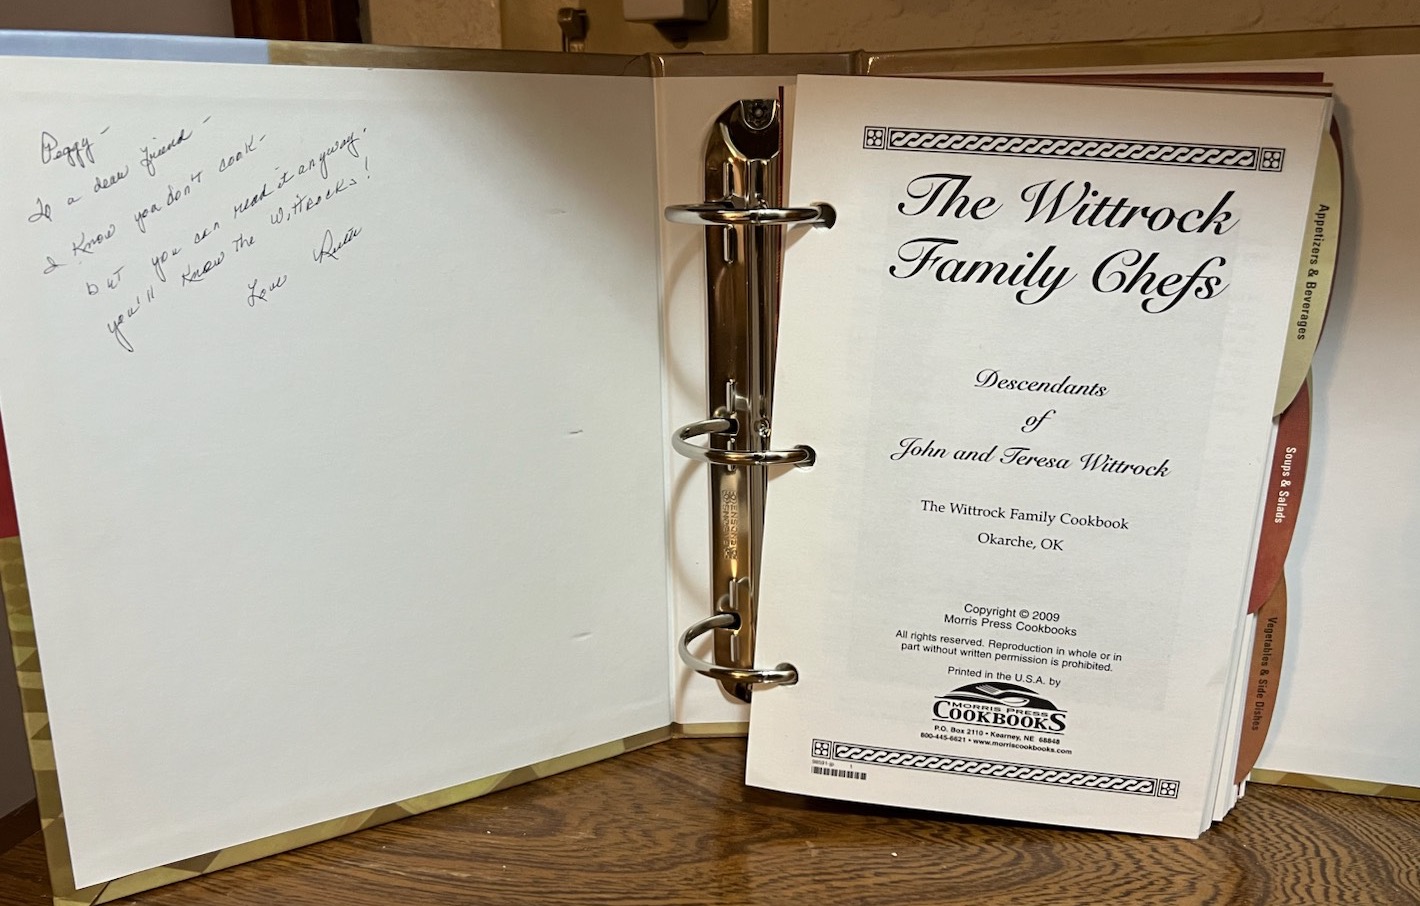 Peggy-
To a dear friend -
I know you don't cook -
but you can read it anyway.
you'll know the Wittrocks!
Love Ruth
The Wittrock
Family Chefs
Descendants
of
John and Teresa Wittrock
The Wittrock Family Cookbook
Okarche, OK
Copyright © 2009
Morris Press Cookbooks
All rights reserved. Reproduction in whole or in
part without written permission is prohibited.
Printed in the U.S.A. by
MORRIS PRESS
COOKBOOKS
P.O. Box 2110 • Kearney, NE 68848
800-445-6621 • www.morriscookbooks.com
Appetizers & Beverages
Soups & Salads
Vegetables & Side Dishes